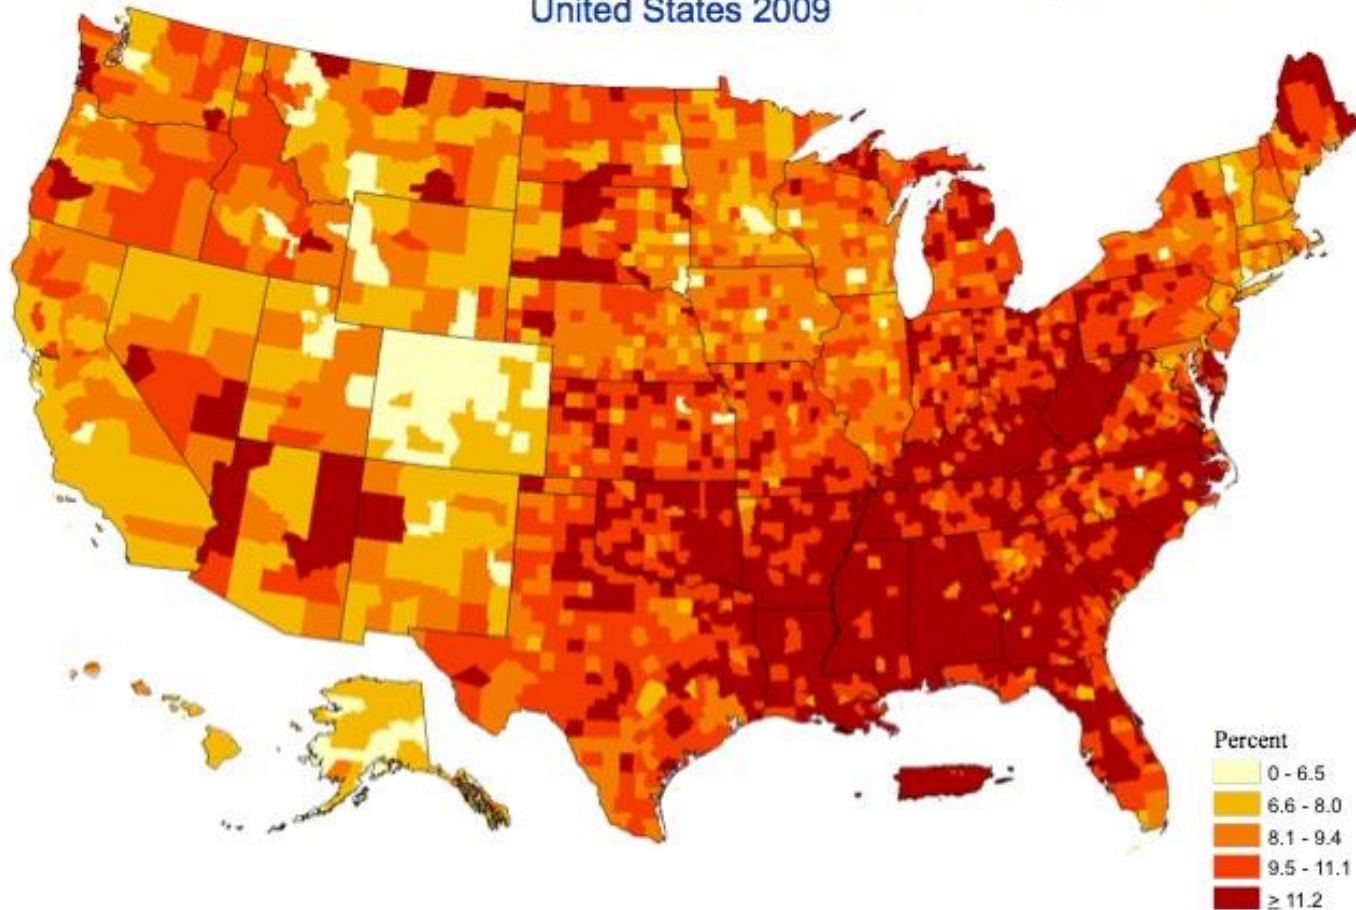 United States 2009
Percent
0 - 6.5
6.6 - 8.0
8.1 - 9.4
9.5 - 11.1
≥ 11.2